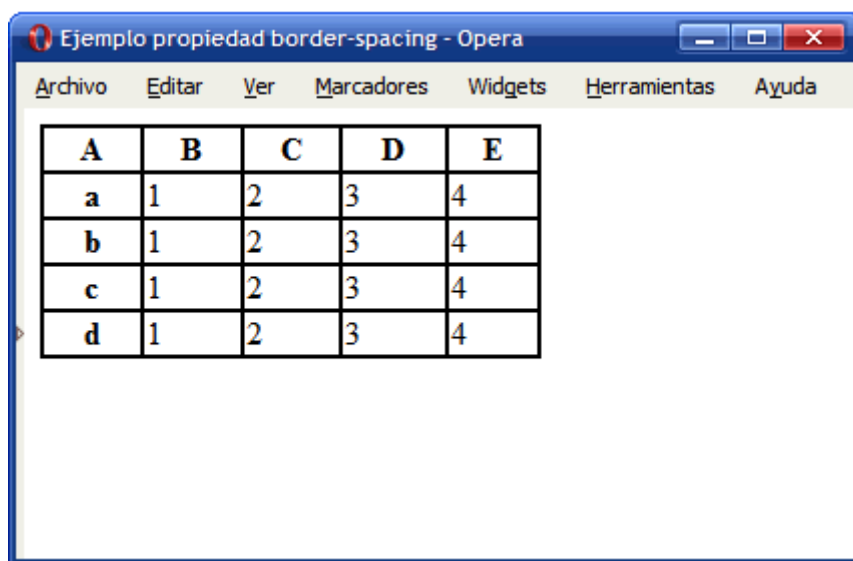 Ejemplo propiedad border-spacing - Opera
Archivo Editar Ver Marcadores Widgets Herramientas Ayuda
A B C D E
a 1 2 3 4
b 1 2 3 4
c 1 2 3 4
d 1 2 3 4